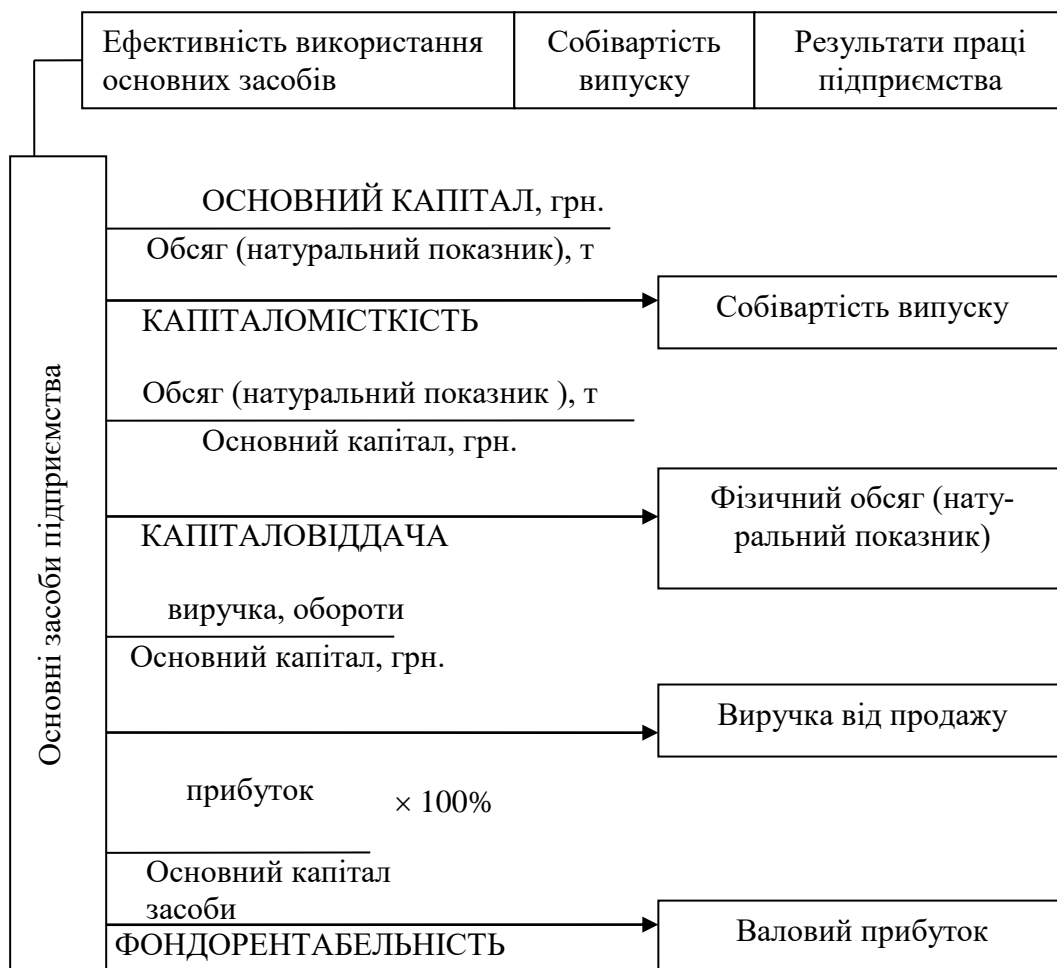 Ефективність використання
основних засобів
Собівартість
випуску
Результати праці
підприємства
Основні засоби підприємства
ОСНОВНИЙ КАПІТАЛ, грн.
Обсяг (натуральний показник), т
КАПІТАЛОМІСТКІСТЬ
Собівартість випуску
Обсяг (натуральний показник ), т
Основний капітал, грн.
КАПІТАЛОВІДДАЧА
Фізичний обсяг (нату-
ральний показник)
виручка, обороти
Основний капітал, грн.
Виручка від продажу
прибуток
× 100%
Основний капітал
засоби
ФОНДОРЕНТАБЕЛЬНІСТЬ
Валовий прибуток